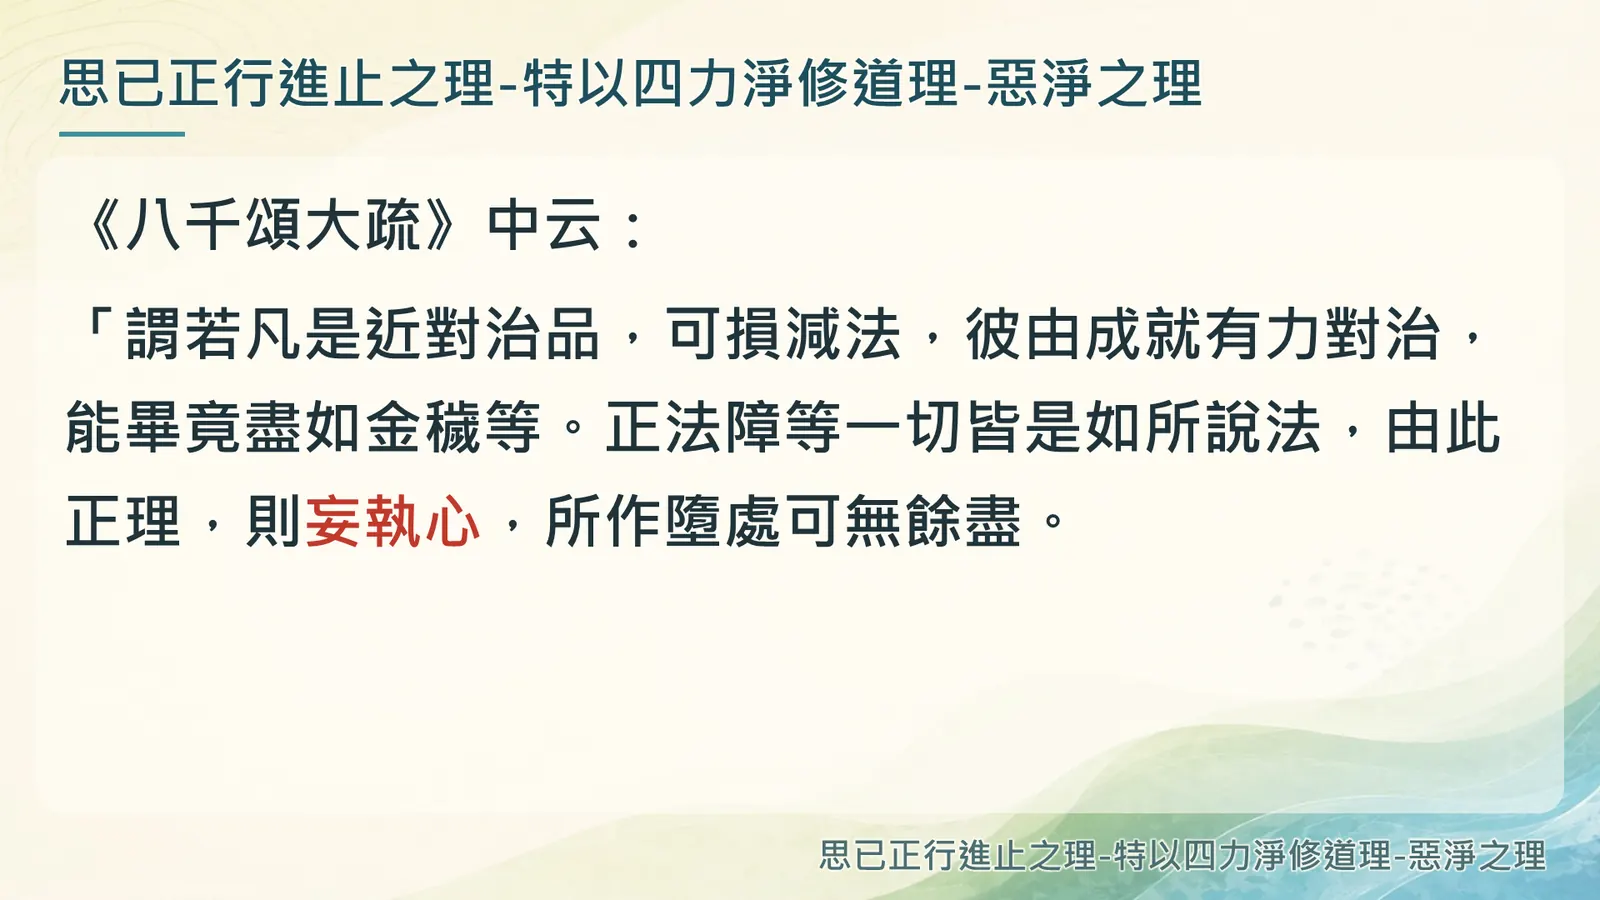 思已正行進止之理-特以四力淨修道理-惡淨之理
《八千頌大疏》中云：
「謂若凡是近對治品，可損減法，彼由成就有力對治，
能畢竟盡如金穢等。正法障等一切皆是如所說法，由此
正理，則妄執心，所作墮處可無餘盡。
思已正行進止之理-特以四力淨修道理-惡淨之理